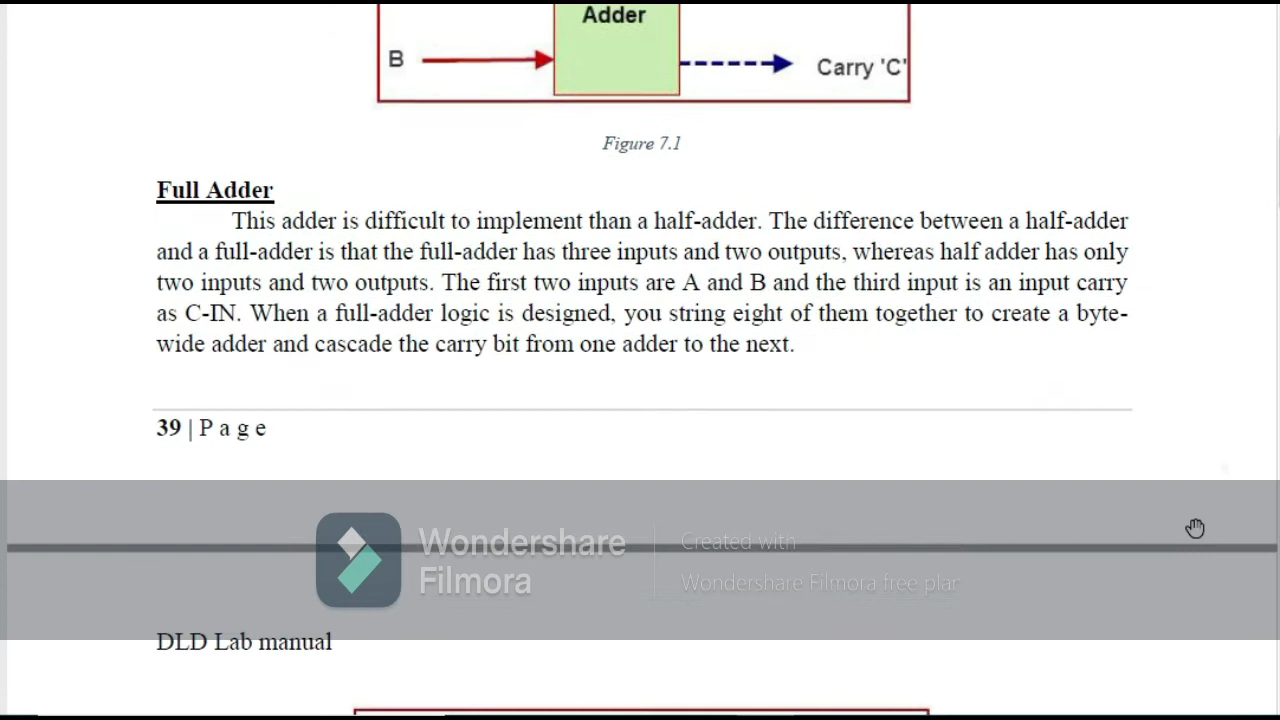 Adder
B
Carry 'C'
Figure 7.1
Full Adder
This adder is difficult to implement than a half-adder. The difference between a half-adder
and a full-adder is that the full-adder has three inputs and two outputs, whereas half adder has only
two inputs and two outputs. The first two inputs are A and B and the third input is an input carry
as C-IN. When a full-adder logic is designed, you string eight of them together to create a byte-
wide adder and cascade the carry bit from one adder to the next.
39 | P a g e
Wondershare
Filmora
Created with
Wondershare Filmora free plan
DLD Lab manual